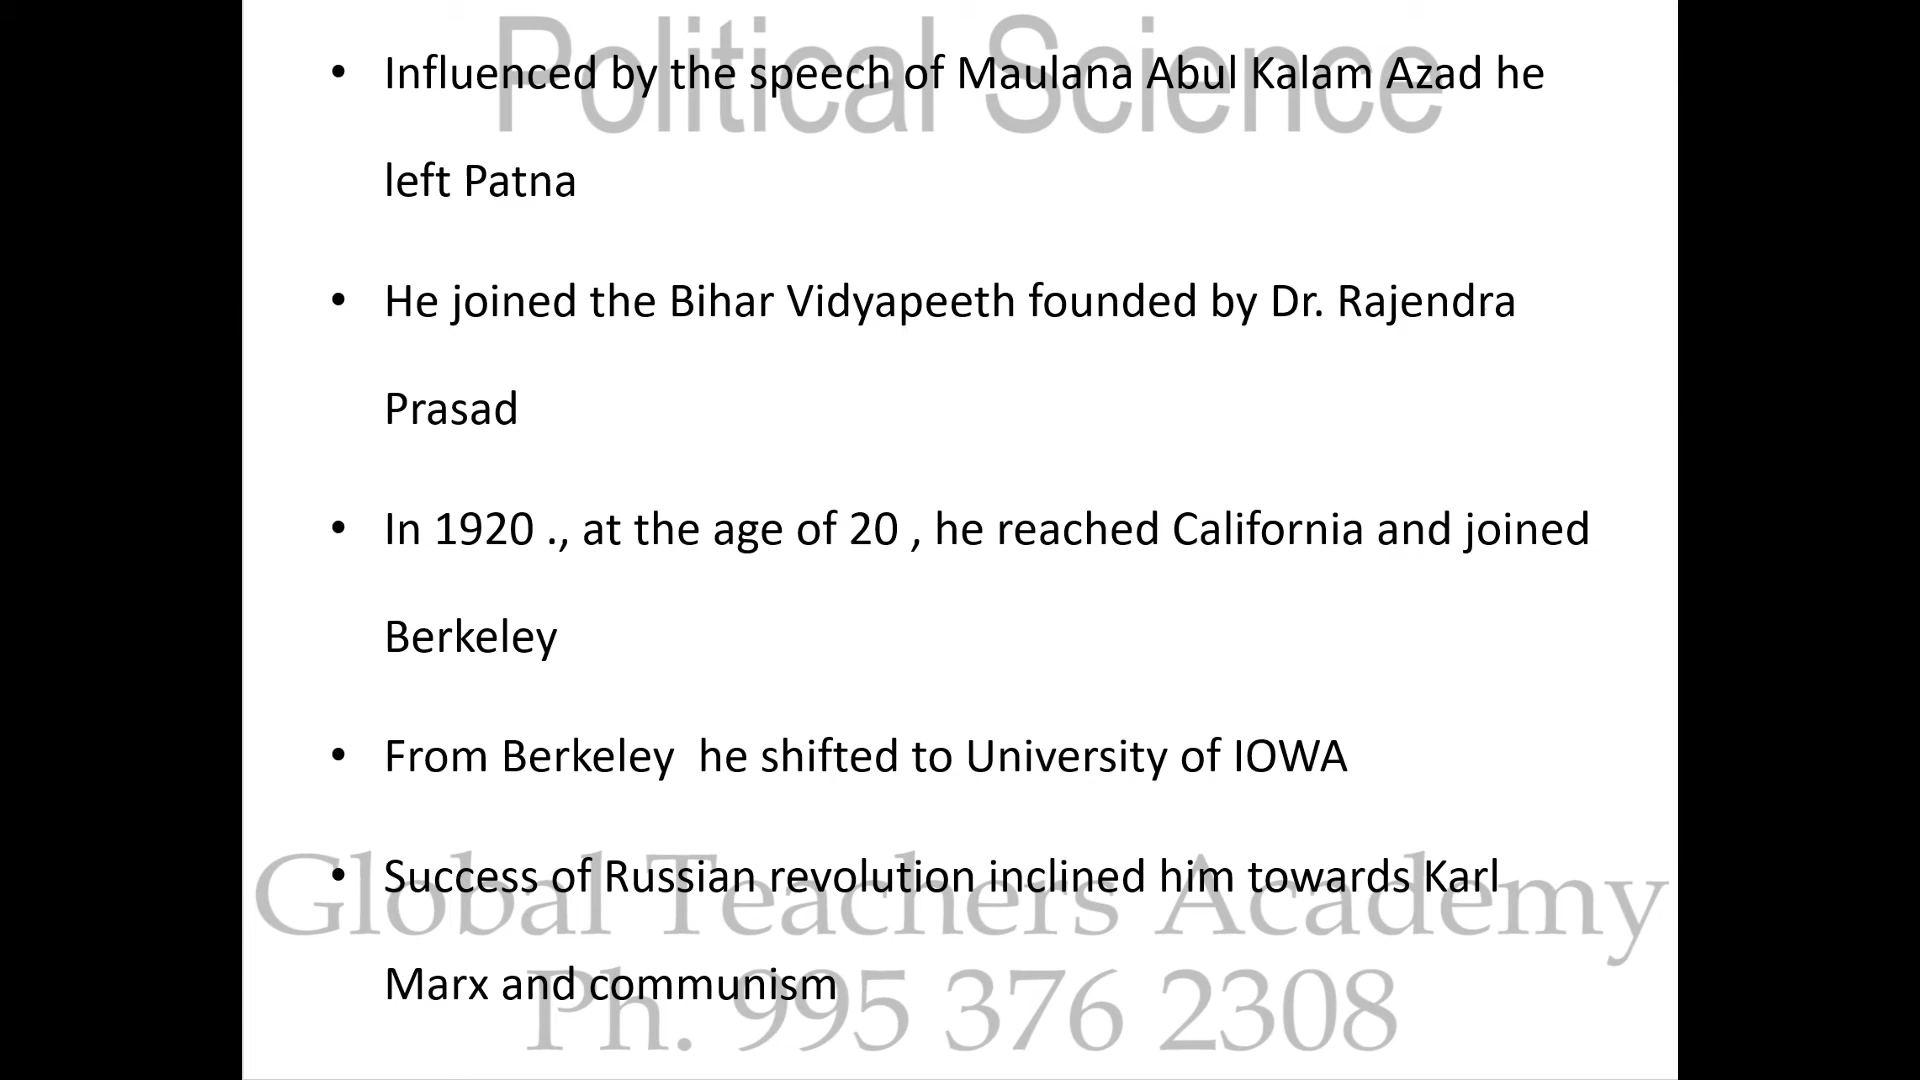 Political Science
• Influenced by the speech of Maulana Abul Kalam Azad he
left Patna
• He joined the Bihar Vidyapeeth founded by Dr. Rajendra
Prasad
• In 1920 ., at the age of 20 , he reached California and joined
Berkeley
• From Berkeley  he shifted to University of IOWA
• Success of Russian revolution inclined him towards Karl
Marx and communism
Global Teachers Academy
Ph. 995 376 2308